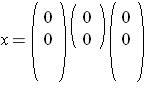 x = ( 0 0 ) ( 0 0 ) ( 0 0 )